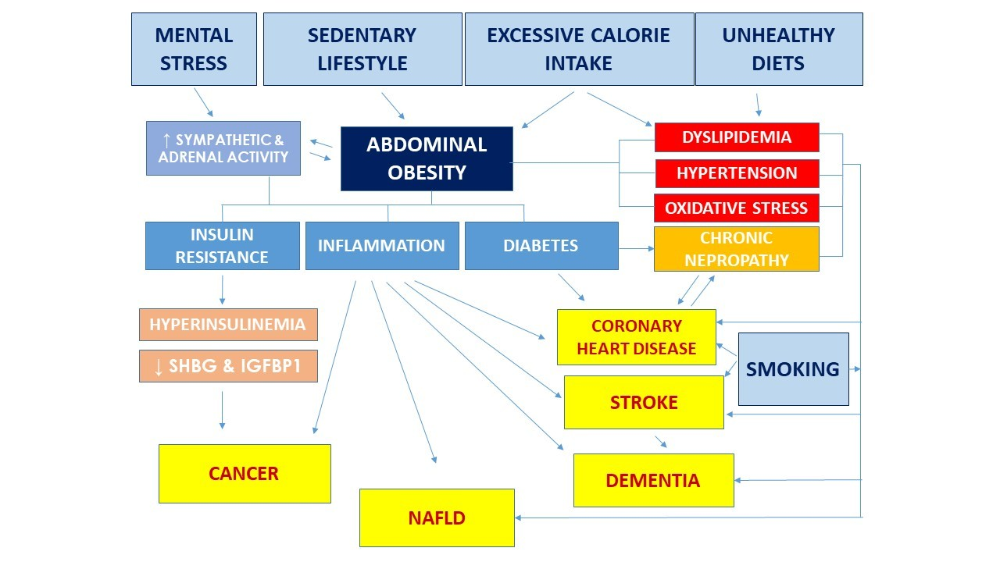 MENTAL
STRESS
SEDENTARY
LIFESTYLE
EXCESSIVE CALORIE
INTAKE
UNHEALTHY
DIETS
↑ SYMPATHETIC &
ADRENAL ACTIVITY
ABDOMINAL
OBESITY
DYSLIPIDEMIA
HYPERTENSION
OXIDATIVE STRESS
INSULIN
RESISTANCE
INFLAMMATION
DIABETES
CHRONIC
NEPROPATHY
HYPERINSULINEMIA
↓ SHBG & IGFBP1
CORONARY
HEART DISEASE
SMOKING
STROKE
CANCER
DEMENTIA
NAFLD